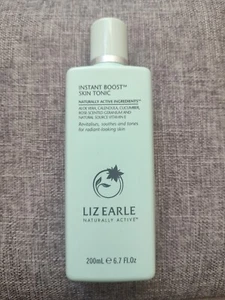 INSTANT BOOST™
SKIN TONIC
NATURALLY ACTIVE INGREDIENTS™
ALOE VERA, CALENDULA, CUCUMBER,
ROSE-SCENTED GERANIUM AND
NATURAL SOURCE VITAMIN E
Revitalises, soothes and tones
for radiant-looking skin
LIZ EARLE
NATURALLY ACTIVE
200mL ℮ 6.7 Fl.Oz